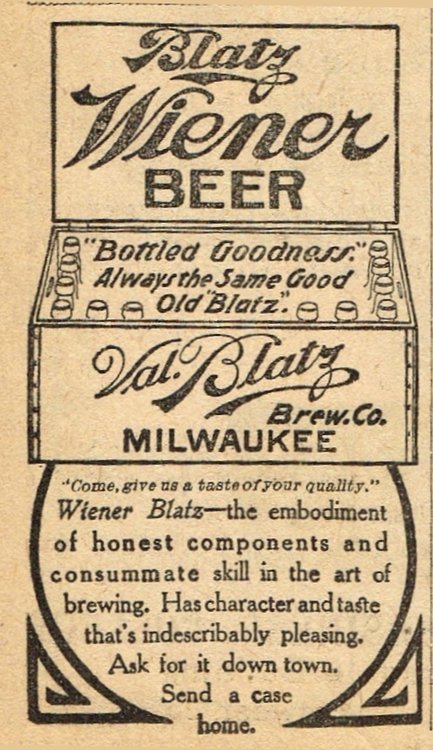 Blatz
Wiener
BEER
"Bottled Goodness."
Always the Same Good
Old "Blatz".
Val. Blatz
Brew. Co.
MILWAUKEE
"Come, give us a taste of your quality."
Wiener Blatz—the embodiment
of honest components and
consummate skill in the art of
brewing. Has character and taste
that's indescribably pleasing.
Ask for it down town.
Send a case
home.